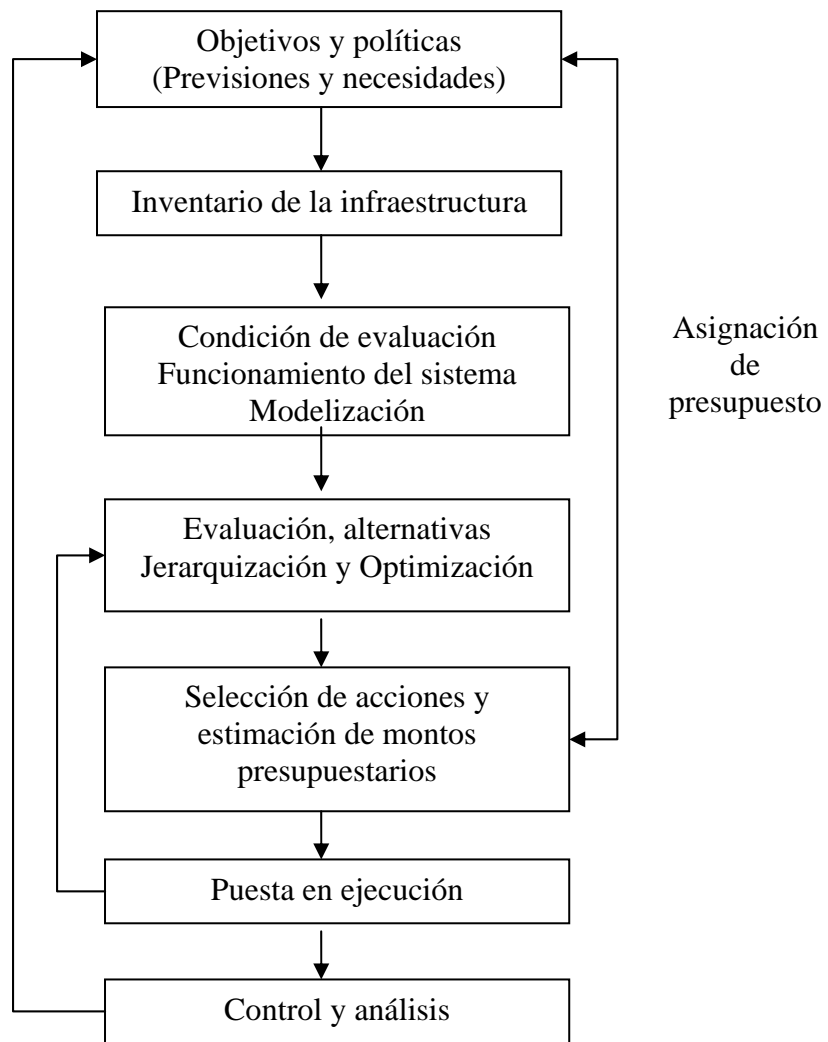 Objetivos y políticas
(Previsiones y necesidades)
Inventario de la infraestructura
Condición de evaluación
Funcionamiento del sistema
Modelización
Asignación
de
presupuesto
Evaluación, alternativas
Jerarquización y Optimización
Selección de acciones y
estimación de montos
presupuestarios
Puesta en ejecución
Control y análisis